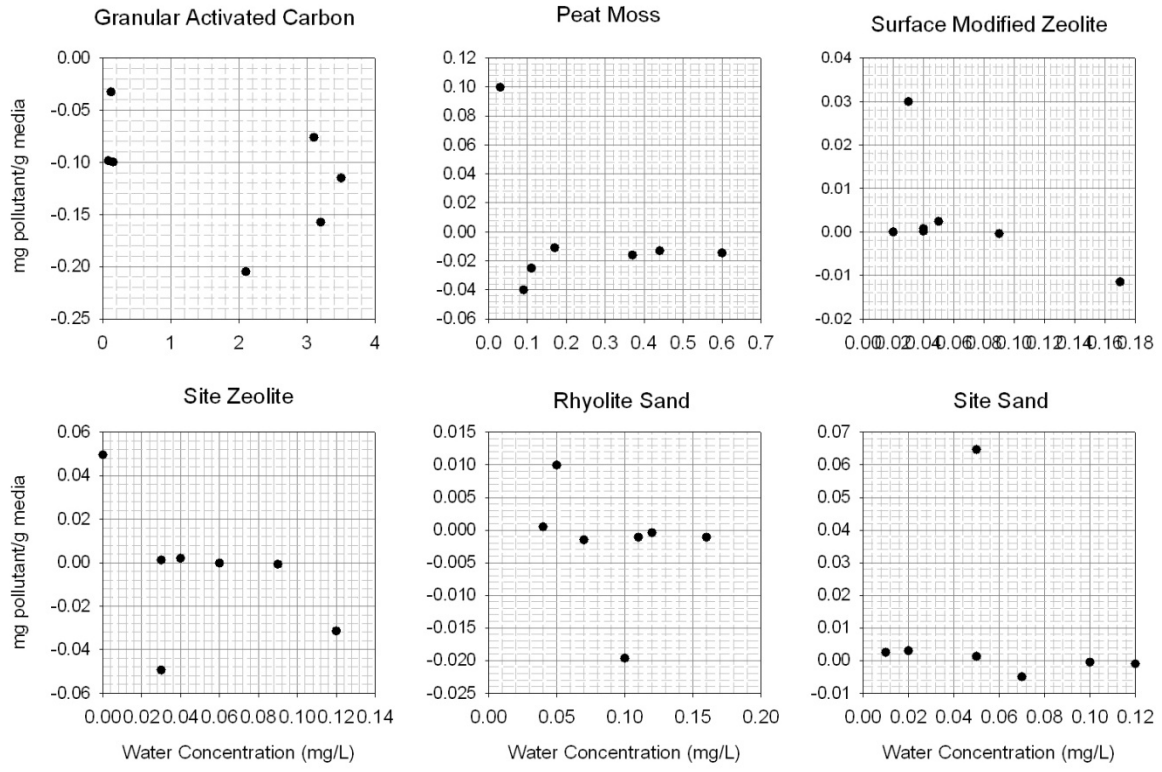 Granular Activated Carbon
Peat Moss
Surface Modified Zeolite
mg pollutant/g media
0.00
-0.05
-0.10
-0.15
-0.20
-0.25
0 1 2 3 4
0.12
0.10
0.08
0.06
0.04
0.02
0.00
-0.02
-0.04
-0.06
0.0 0.1 0.2 0.3 0.4 0.5 0.6 0.7
0.04
0.03
0.02
0.01
0.00
-0.01
-0.02
0.00 0.02 0.04 0.06 0.08 0.10 0.12 0.14 0.16 0.18
Site Zeolite
Rhyolite Sand
Site Sand
mg pollutant/g media
0.06
0.04
0.02
0.00
-0.02
-0.04
-0.06
0.00 0.02 0.04 0.06 0.08 0.10 0.12 0.14
Water Concentration (mg/L)
0.015
0.010
0.005
0.000
-0.005
-0.010
-0.015
-0.020
-0.025
0.00 0.05 0.10 0.15 0.20
Water Concentration (mg/L)
0.07
0.06
0.05
0.04
0.03
0.02
0.01
0.00
-0.01
0.00 0.02 0.04 0.06 0.08 0.10 0.12
Water Concentration (mg/L)